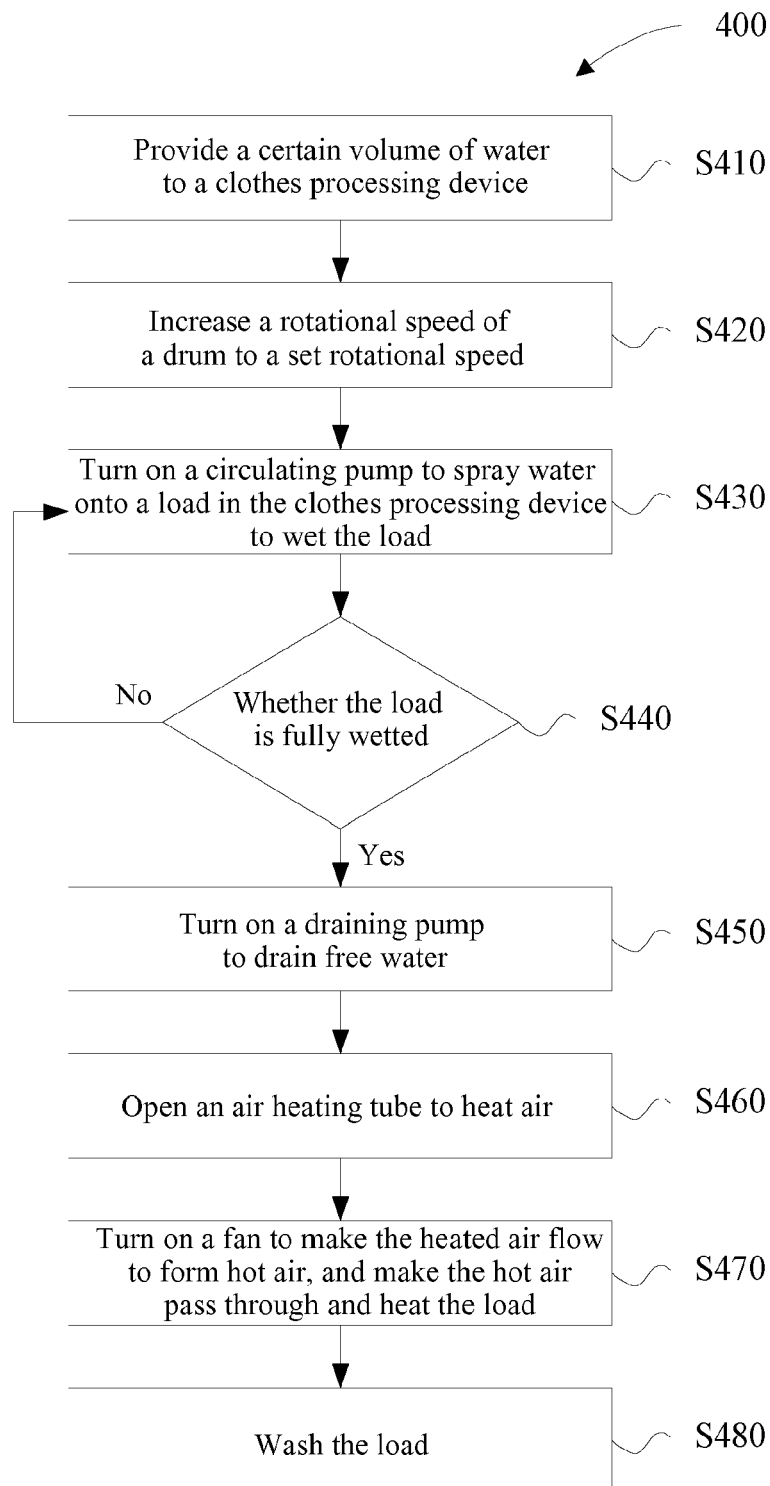 400
Provide a certain volume of water
to a clothes processing device
S410
Increase a rotational speed of
a drum to a set rotational speed
S420
Turn on a circulating pump to spray water
onto a load in the clothes processing device
to wet the load
S430
No
Whether the load
is fully wetted
S440
Yes
Turn on a draining pump
to drain free water
S450
Open an air heating tube to heat air
S460
Turn on a fan to make the heated air flow
to form hot air, and make the hot air
pass through and heat the load
S470
Wash the load
S480